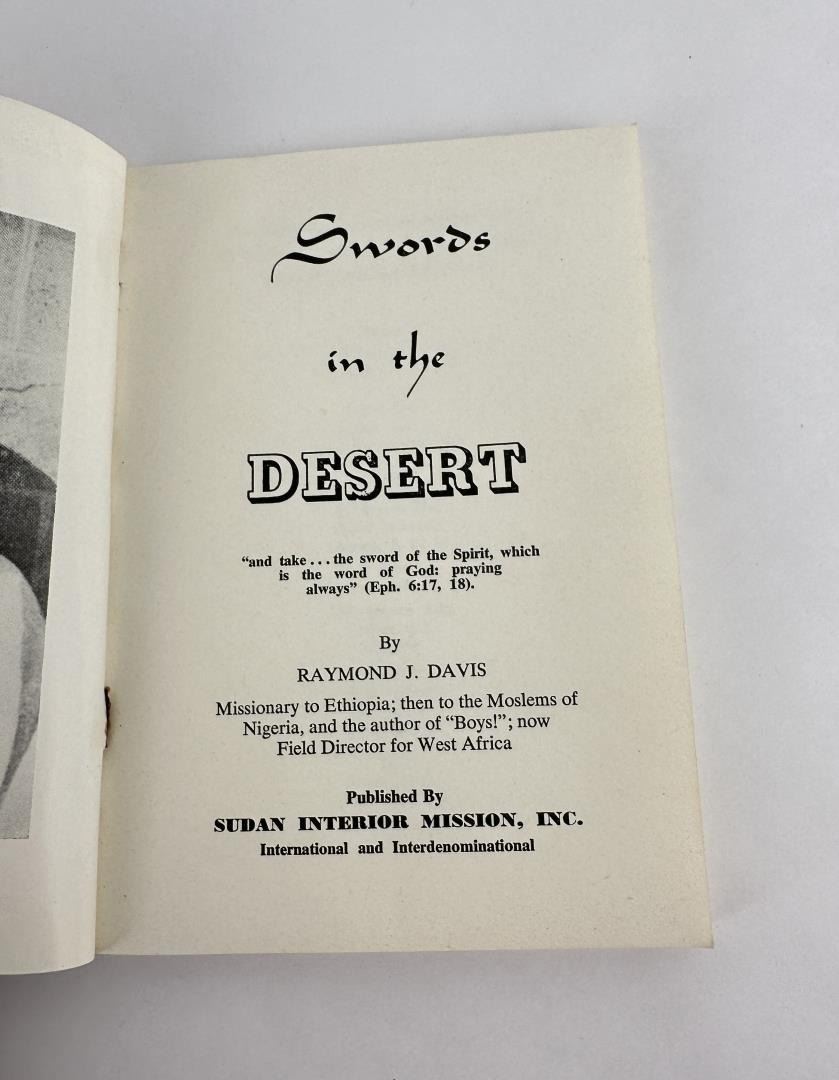 Swords
in the
DESERT
“and take . . . the sword of the Spirit, which
is the word of God: praying
always” (Eph. 6:17, 18).
By
RAYMOND J. DAVIS
Missionary to Ethiopia; then to the Moslems of
Nigeria, and the author of “Boys!”; now
Field Director for West Africa
Published By
SUDAN INTERIOR MISSION, INC.
International and Interdenominational